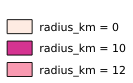 radius_km = 0
radius_km = 10
radius_km = 12